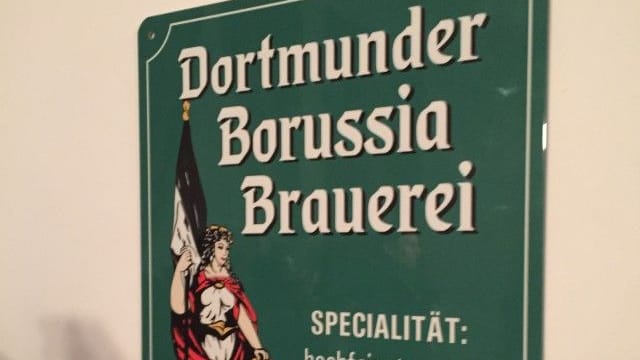 Dortmunder
Borussia
Brauerei
SPECIALITÄT: